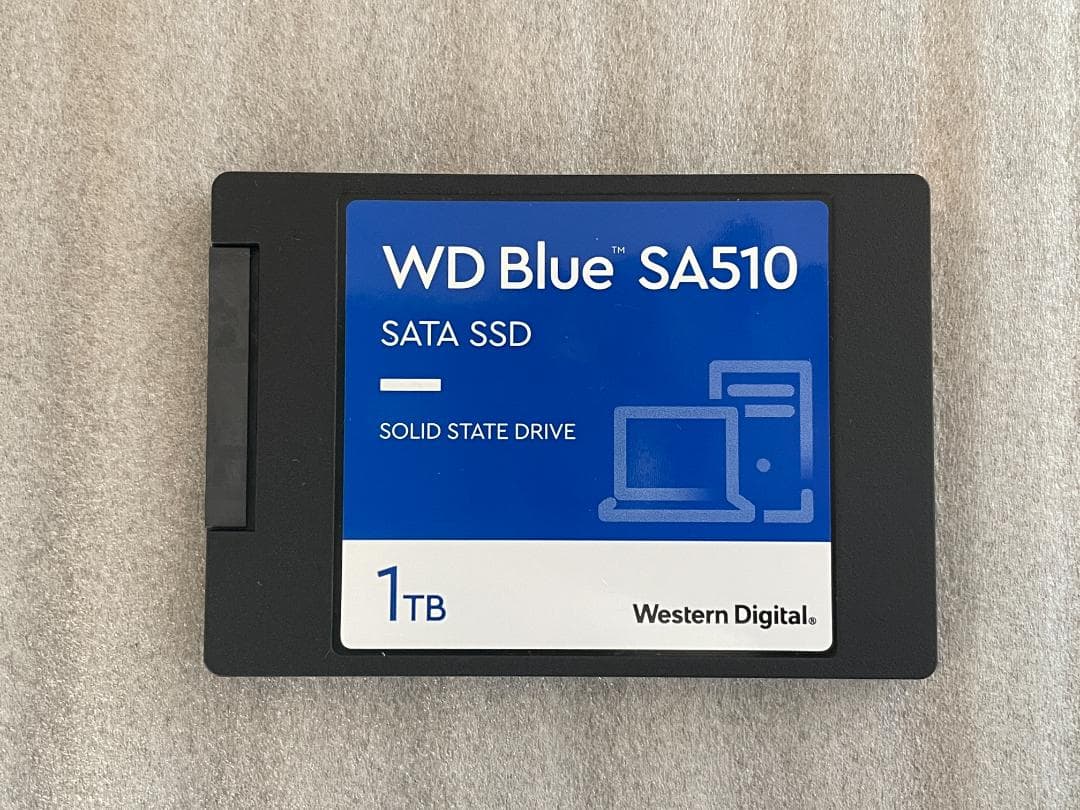 WD Blue™ SA510
SATA SSD
SOLID STATE DRIVE
1TB
Western Digital®